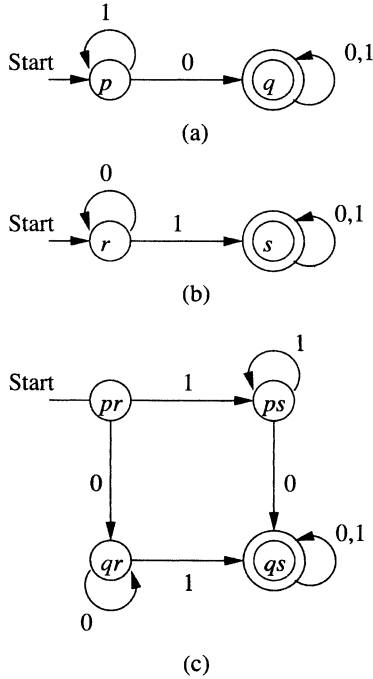 1
Start p 0 q 0,1
(a)
0
Start r 1 s 0,1
(b)
1
Start pr 1 ps
0 0
qr 1 qs 0,1
0
(c)